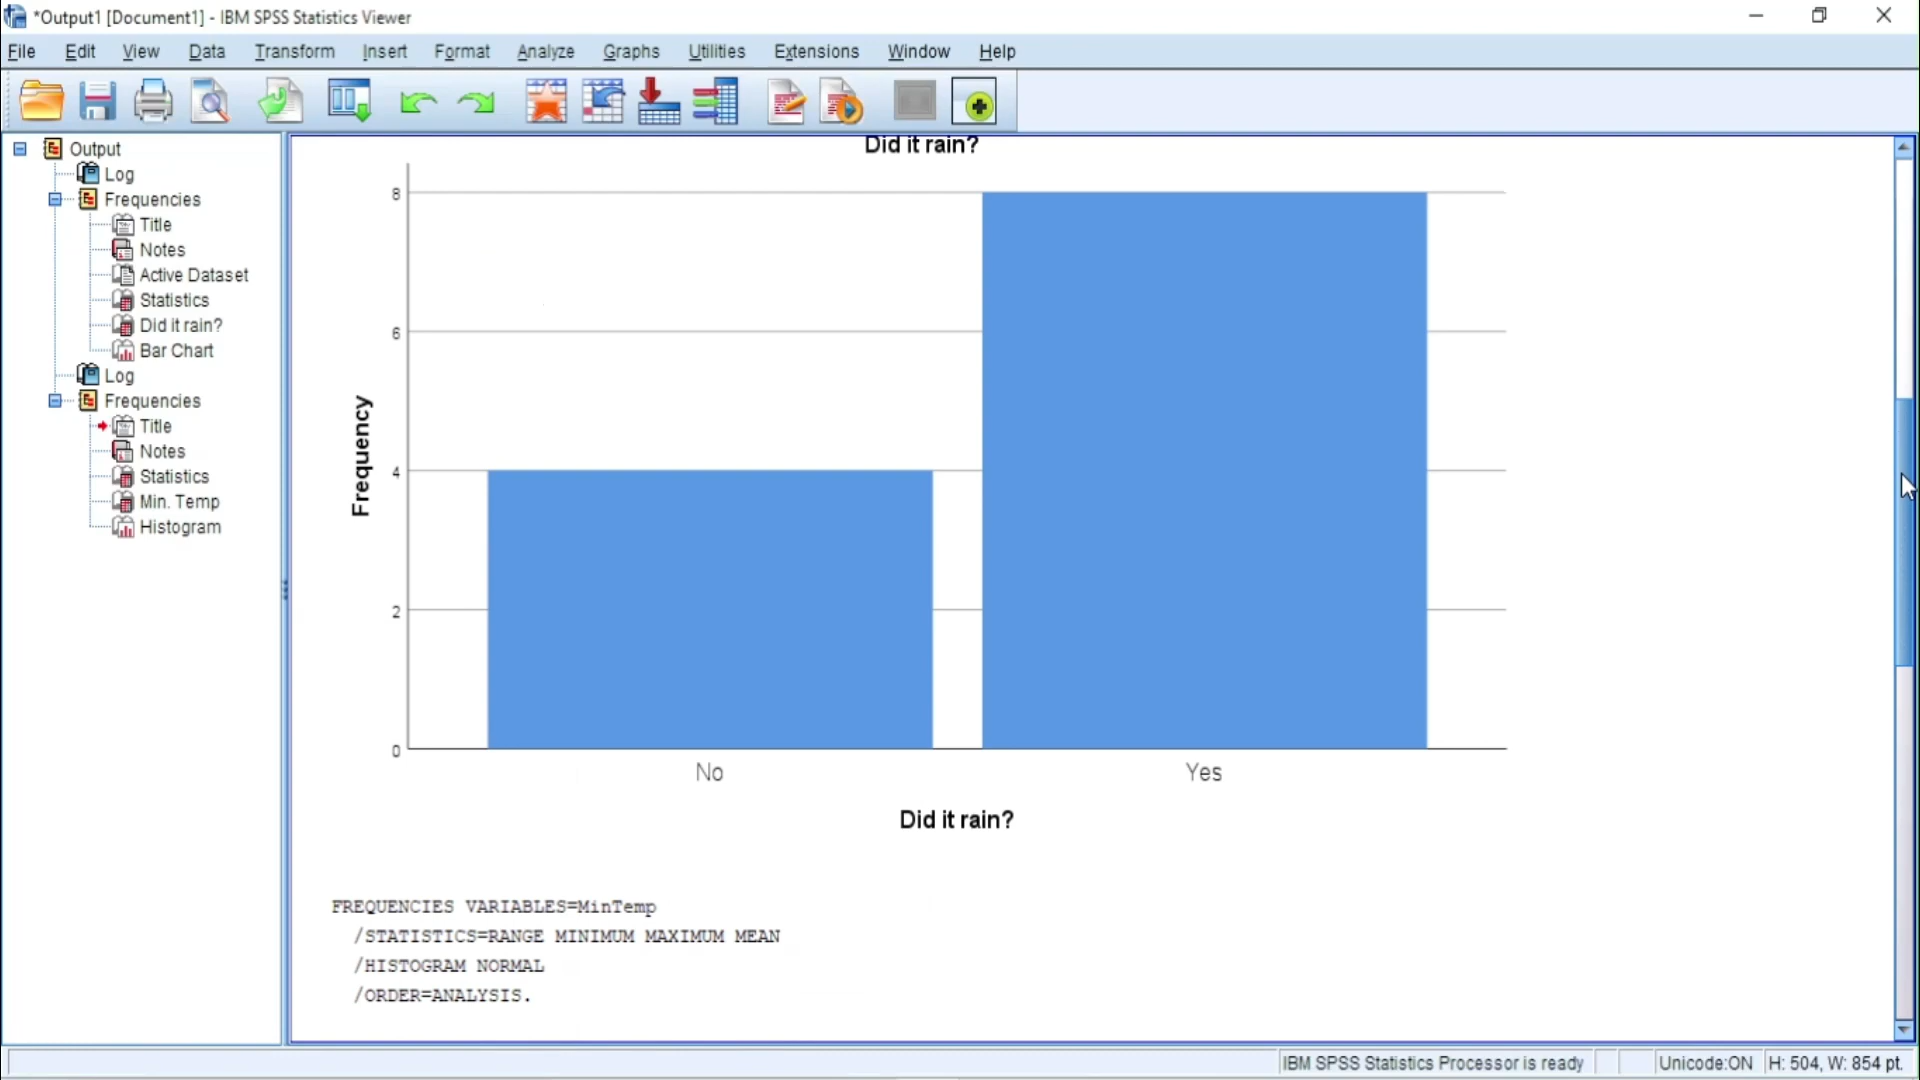 *Output1 [Document1] - IBM SPSS Statistics Viewer
File Edit View Data Transform Insert Format Analyze Graphs Utilities Extensions Window Help
Output
Log
Frequencies
Title
Notes
Active Dataset
Statistics
Did it rain?
Bar Chart
Log
Frequencies
Title
Notes
Statistics
Min. Temp
Histogram
Did it rain?
8
6
4
2
0
Frequency
No Yes
Did it rain?
FREQUENCIES VARIABLES=MinTemp
/STATISTICS=RANGE MINIMUM MAXIMUM MEAN
/HISTOGRAM NORMAL
/ORDER=ANALYSIS.
IBM SPSS Statistics Processor is ready Unicode:ON H: 504, W: 854 pt.